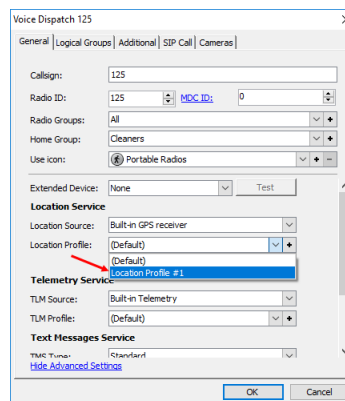 Voice Dispatch 125
General Logical Groups Additional SIP Call Cameras
Callsign: 125
Radio ID: 125 MDC ID: 0
Radio Groups: All
Home Group: Cleaners
Use icon: Portable Radios
Extended Device: None Test
Location Service
Location Source: Built-in GPS receiver
Location Profile: (Default)
(Default)
Location Profile #1
Telemetry Service
TLM Source: Built-in Telemetry
TLM Profile: (Default)
Text Messages Service
TMS Type: Standard
Hide Advanced Settings
OK Cancel